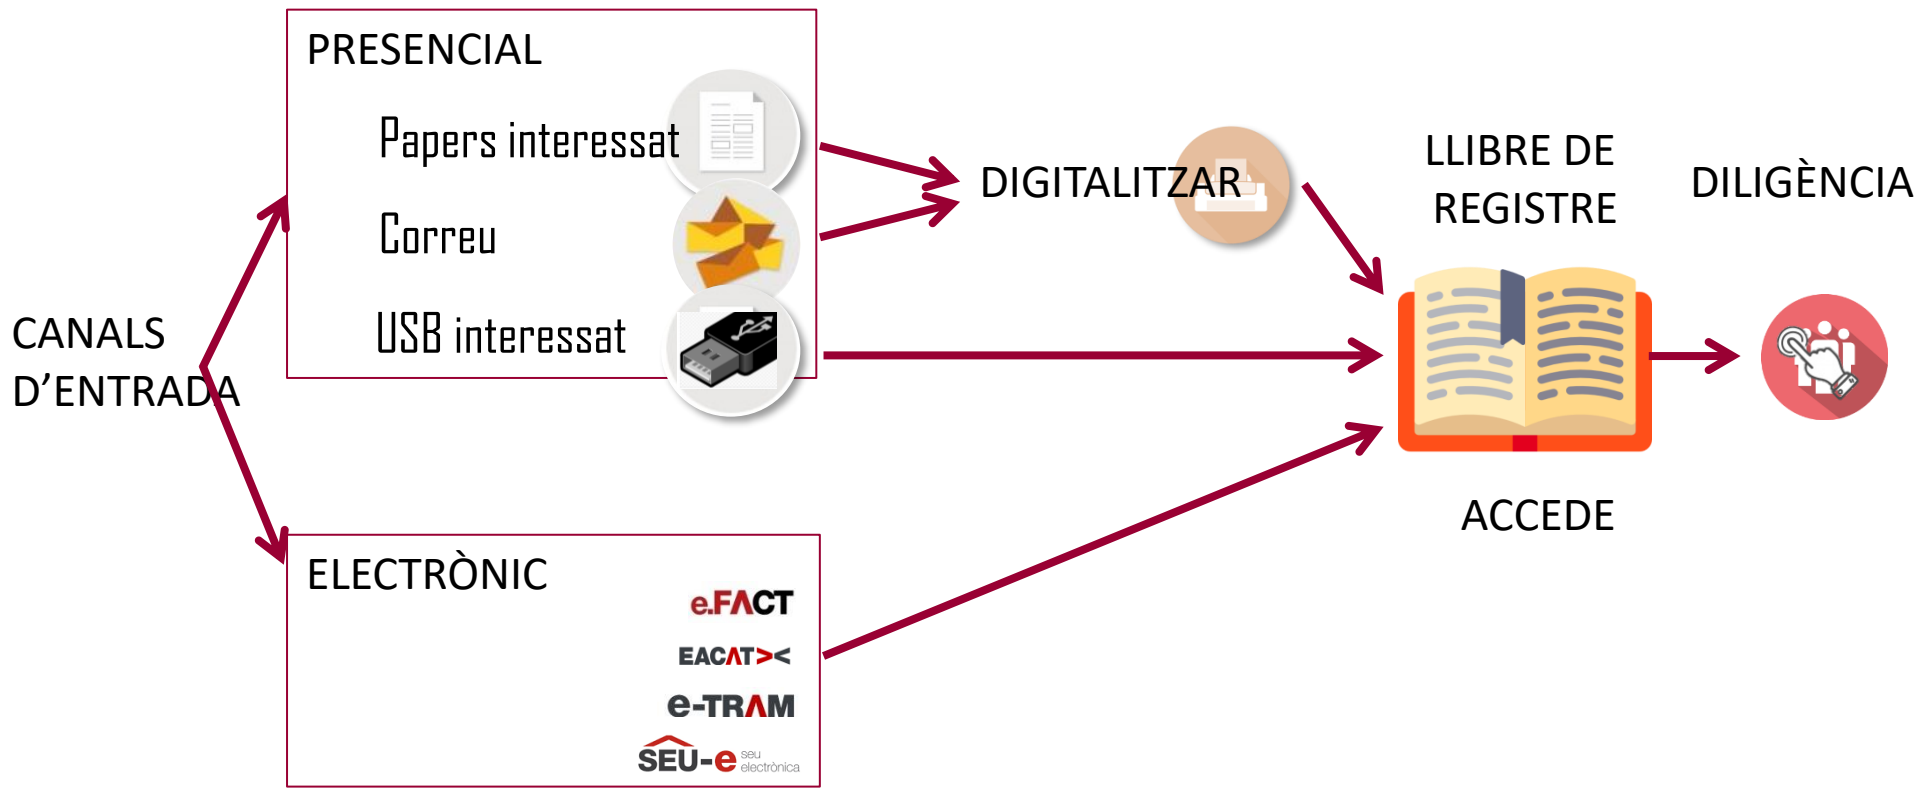 CANALS
D’ENTRADA
PRESENCIAL
Papers interessat
Correu
USB interessat
ELECTRÒNIC
e.FACT
EACAT><
e-TRAM
SEU-e seu
electrònica
DIGITALITZAR
LLIBRE DE
REGISTRE
ACCEDE
DILIGÈNCIA